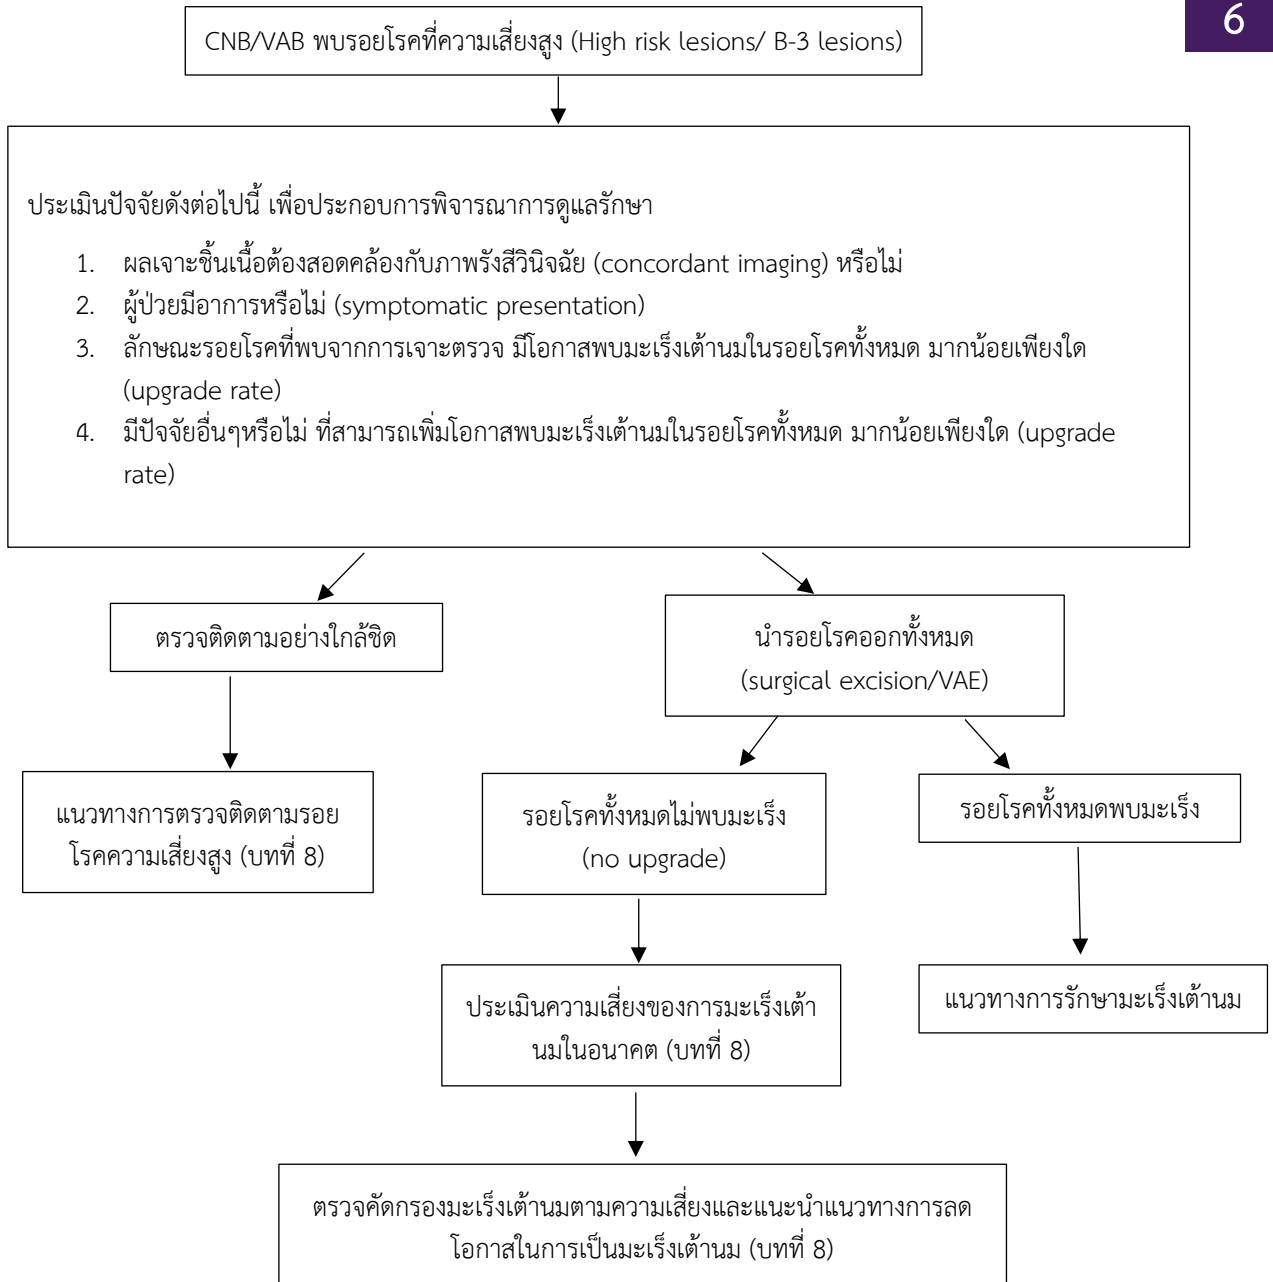 6
CNB/VAB พบรอยโรคที่ความเสี่ยงสูง (High risk lesions/ B-3 lesions)
ประเมินปัจจัยดังต่อไปนี้ เพื่อประกอบการพิจารณาการดูแลรักษา
1. ผลเจาะชิ้นเนื้อต้องสอดคล้องกับภาพรังสีวินิจฉัย (concordant imaging) หรือไม่
2. ผู้ป่วยมีอาการหรือไม่ (symptomatic presentation)
3. ลักษณะรอยโรคที่พบจากการเจาะตรวจ มีโอกาสพบมะเร็งเต้านมในรอยโรคทั้งหมด มากน้อยเพียงใด
(upgrade rate)
4. มีปัจจัยอื่นๆหรือไม่ ที่สามารถเพิ่มโอกาสพบมะเร็งเต้านมในรอยโรคทั้งหมด มากน้อยเพียงใด (upgrade
rate)
ตรวจติดตามอย่างใกล้ชิด
นำรอยโรคออกทั้งหมด
(surgical excision/VAE)
แนวทางการตรวจติดตามรอย
โรคความเสี่ยงสูง (บทที่ 8)
รอยโรคทั้งหมดไม่พบมะเร็ง
(no upgrade)
รอยโรคทั้งหมดพบมะเร็ง
ประเมินความเสี่ยงของการมะเร็งเต้า
นมในอนาคต (บทที่ 8)
แนวทางการรักษามะเร็งเต้านม
ตรวจคัดกรองมะเร็งเต้านมตามความเสี่ยงและแนะนำแนวทางการลด
โอกาสในการเป็นมะเร็งเต้านม (บทที่ 8)